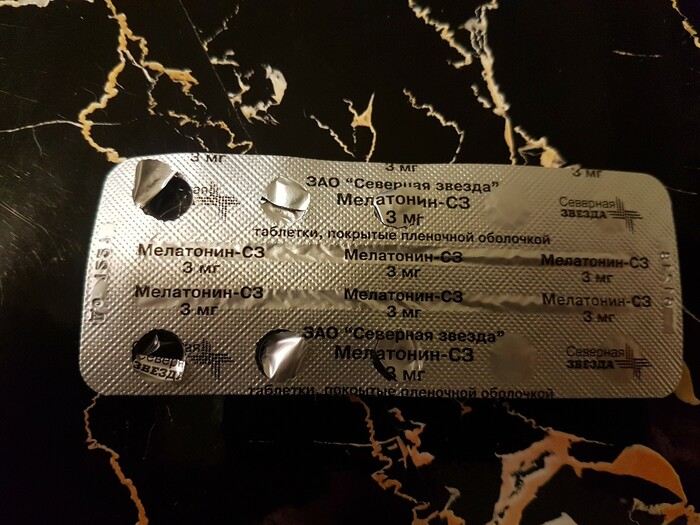 3 мг
3 мг
3 мг
ЗАО "Северная звезда"
Мелатонин-СЗ
3 мг
Северная
ЗВЕЗДА
таблетки, покрытые пленочной оболочкой
Мелатонин-СЗ
3 мг
Мелатонин-СЗ
3 мг
Мелатонин-СЗ
3 мг
Мелатонин-СЗ
3 мг
Мелатонин-СЗ
3 мг
Мелатонин-СЗ
3 мг
ЗАО "Северная звезда"
Мелатонин-СЗ
3 мг
ЗВЕЗДА
Северная
ЗВЕЗДА
таблетки, покрытые пленочной оболочкой